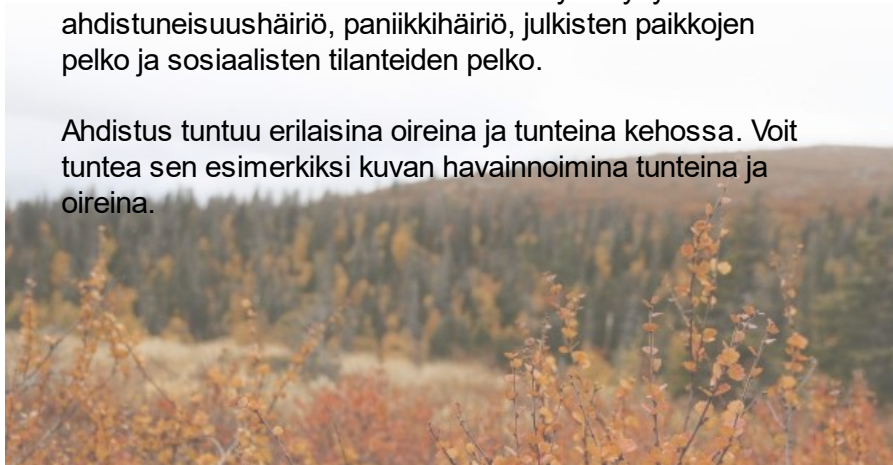 ahdistuneisuushäiriö, paniikkihäiriö, julkisten paikkojen
pelko ja sosiaalisten tilanteiden pelko.
Ahdistus tuntuu erilaisina oireina ja tunteina kehossa. Voit
tuntea sen esimerkiksi kuvan havainnoimina tunteina ja
oireina.